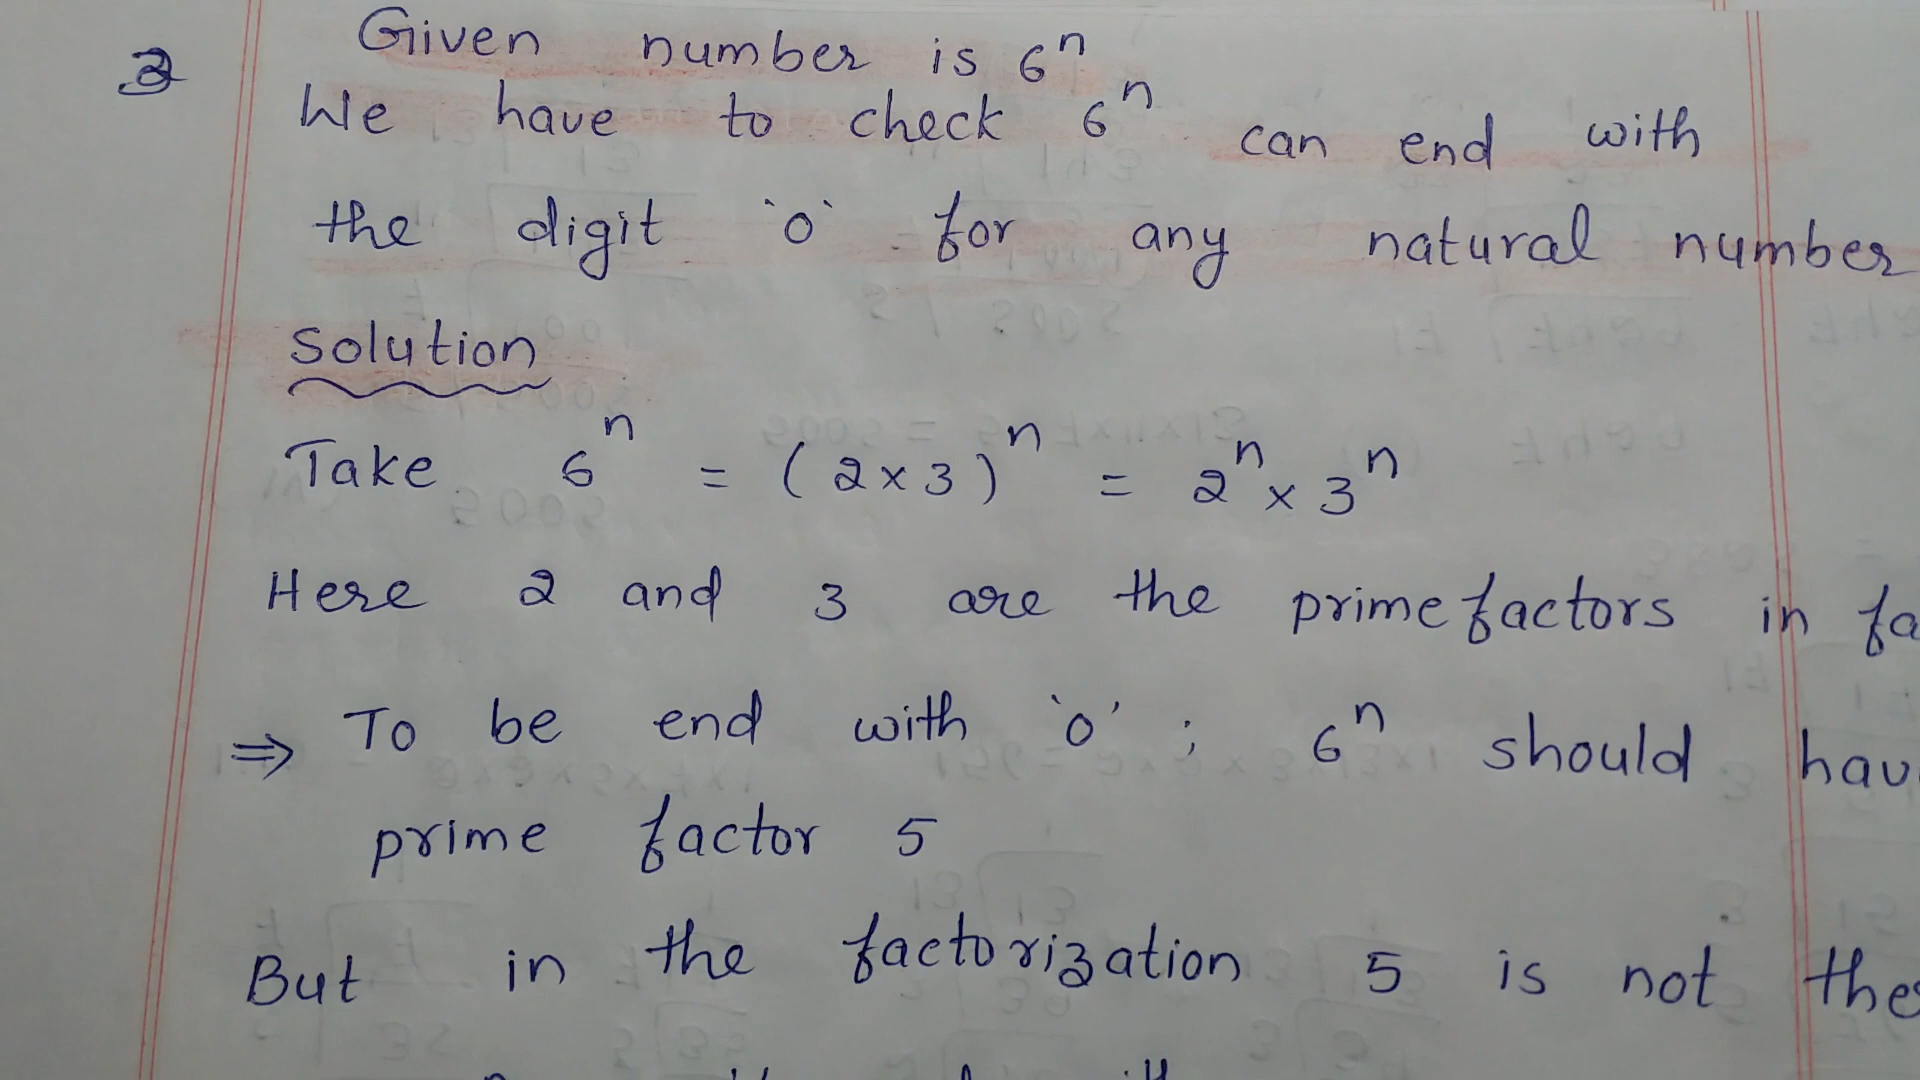 2
Given number is 6ⁿ
We have to check 6ⁿ can end with
the digit '0' for any natural number
Solution
Take 6ⁿ = (2×3)ⁿ = 2ⁿ × 3ⁿ
Here 2 and 3 are the prime factors in fa
⇒ To be end with '0' ; 6ⁿ should hav
prime factor 5
But in the factorization 5 is not the